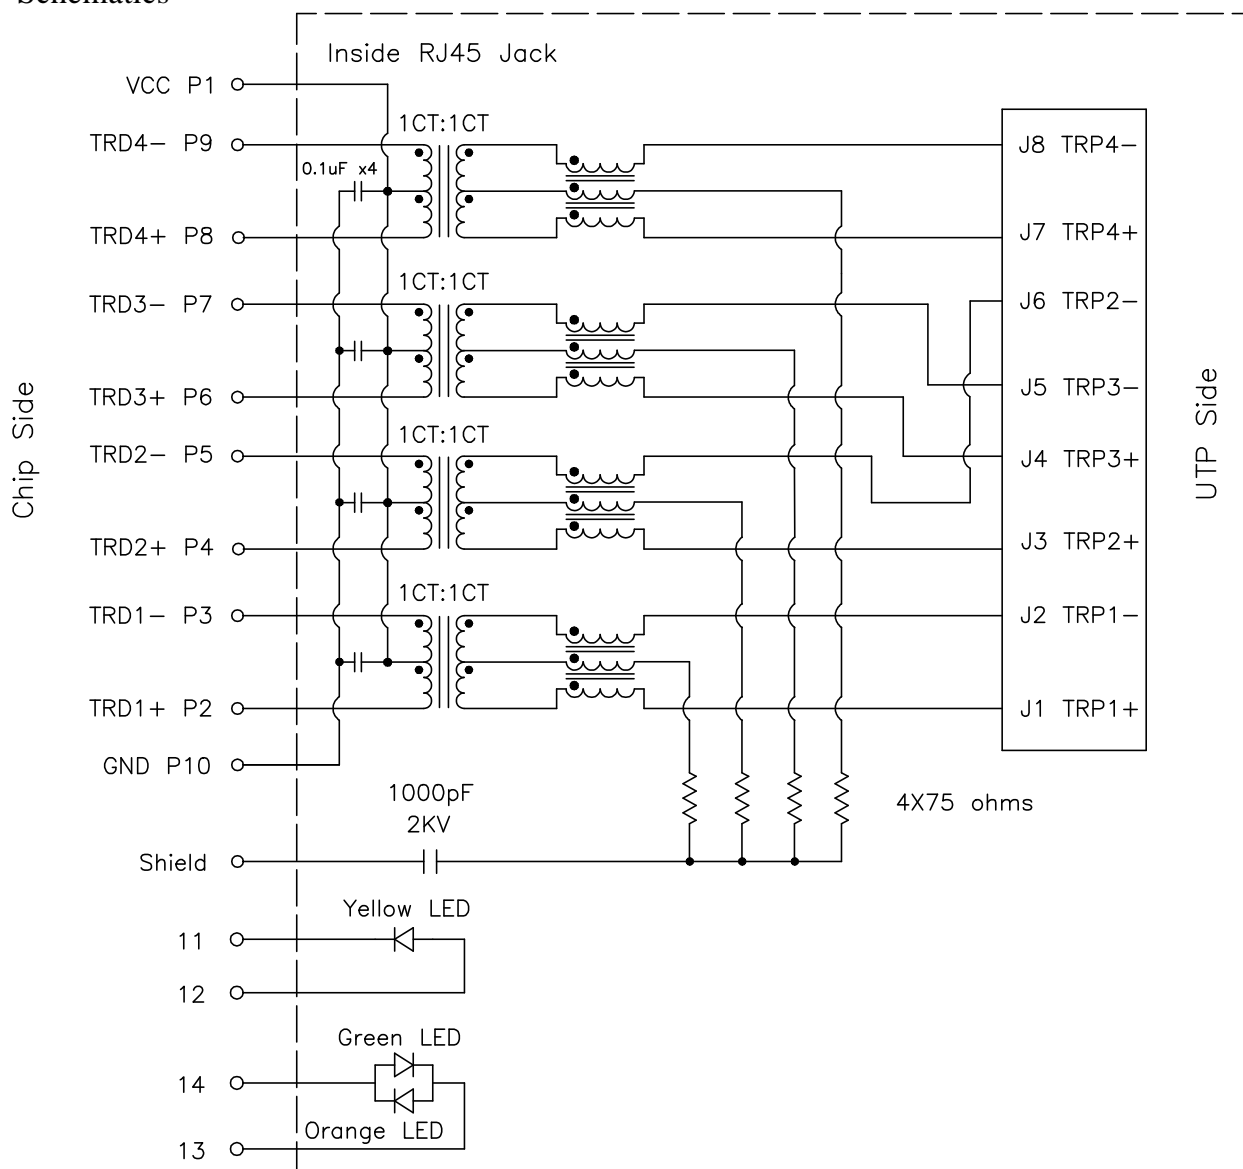 Schematics
Inside RJ45 Jack
VCC P1
1CT:1CT
TRD4- P9
J8 TRP4-
0.1uF x4
TRD4+ P8
J7 TRP4+
1CT:1CT
TRD3- P7
J6 TRP2-
J5 TRP3-
TRD3+ P6
Chip Side
UTP Side
1CT:1CT
TRD2- P5
J4 TRP3+
TRD2+ P4
J3 TRP2+
1CT:1CT
TRD1- P3
J2 TRP1-
TRD1+ P2
J1 TRP1+
GND P10
1000pF
2KV
4X75 ohms
Shield
Yellow LED
11
12
Green LED
14
Orange LED
13